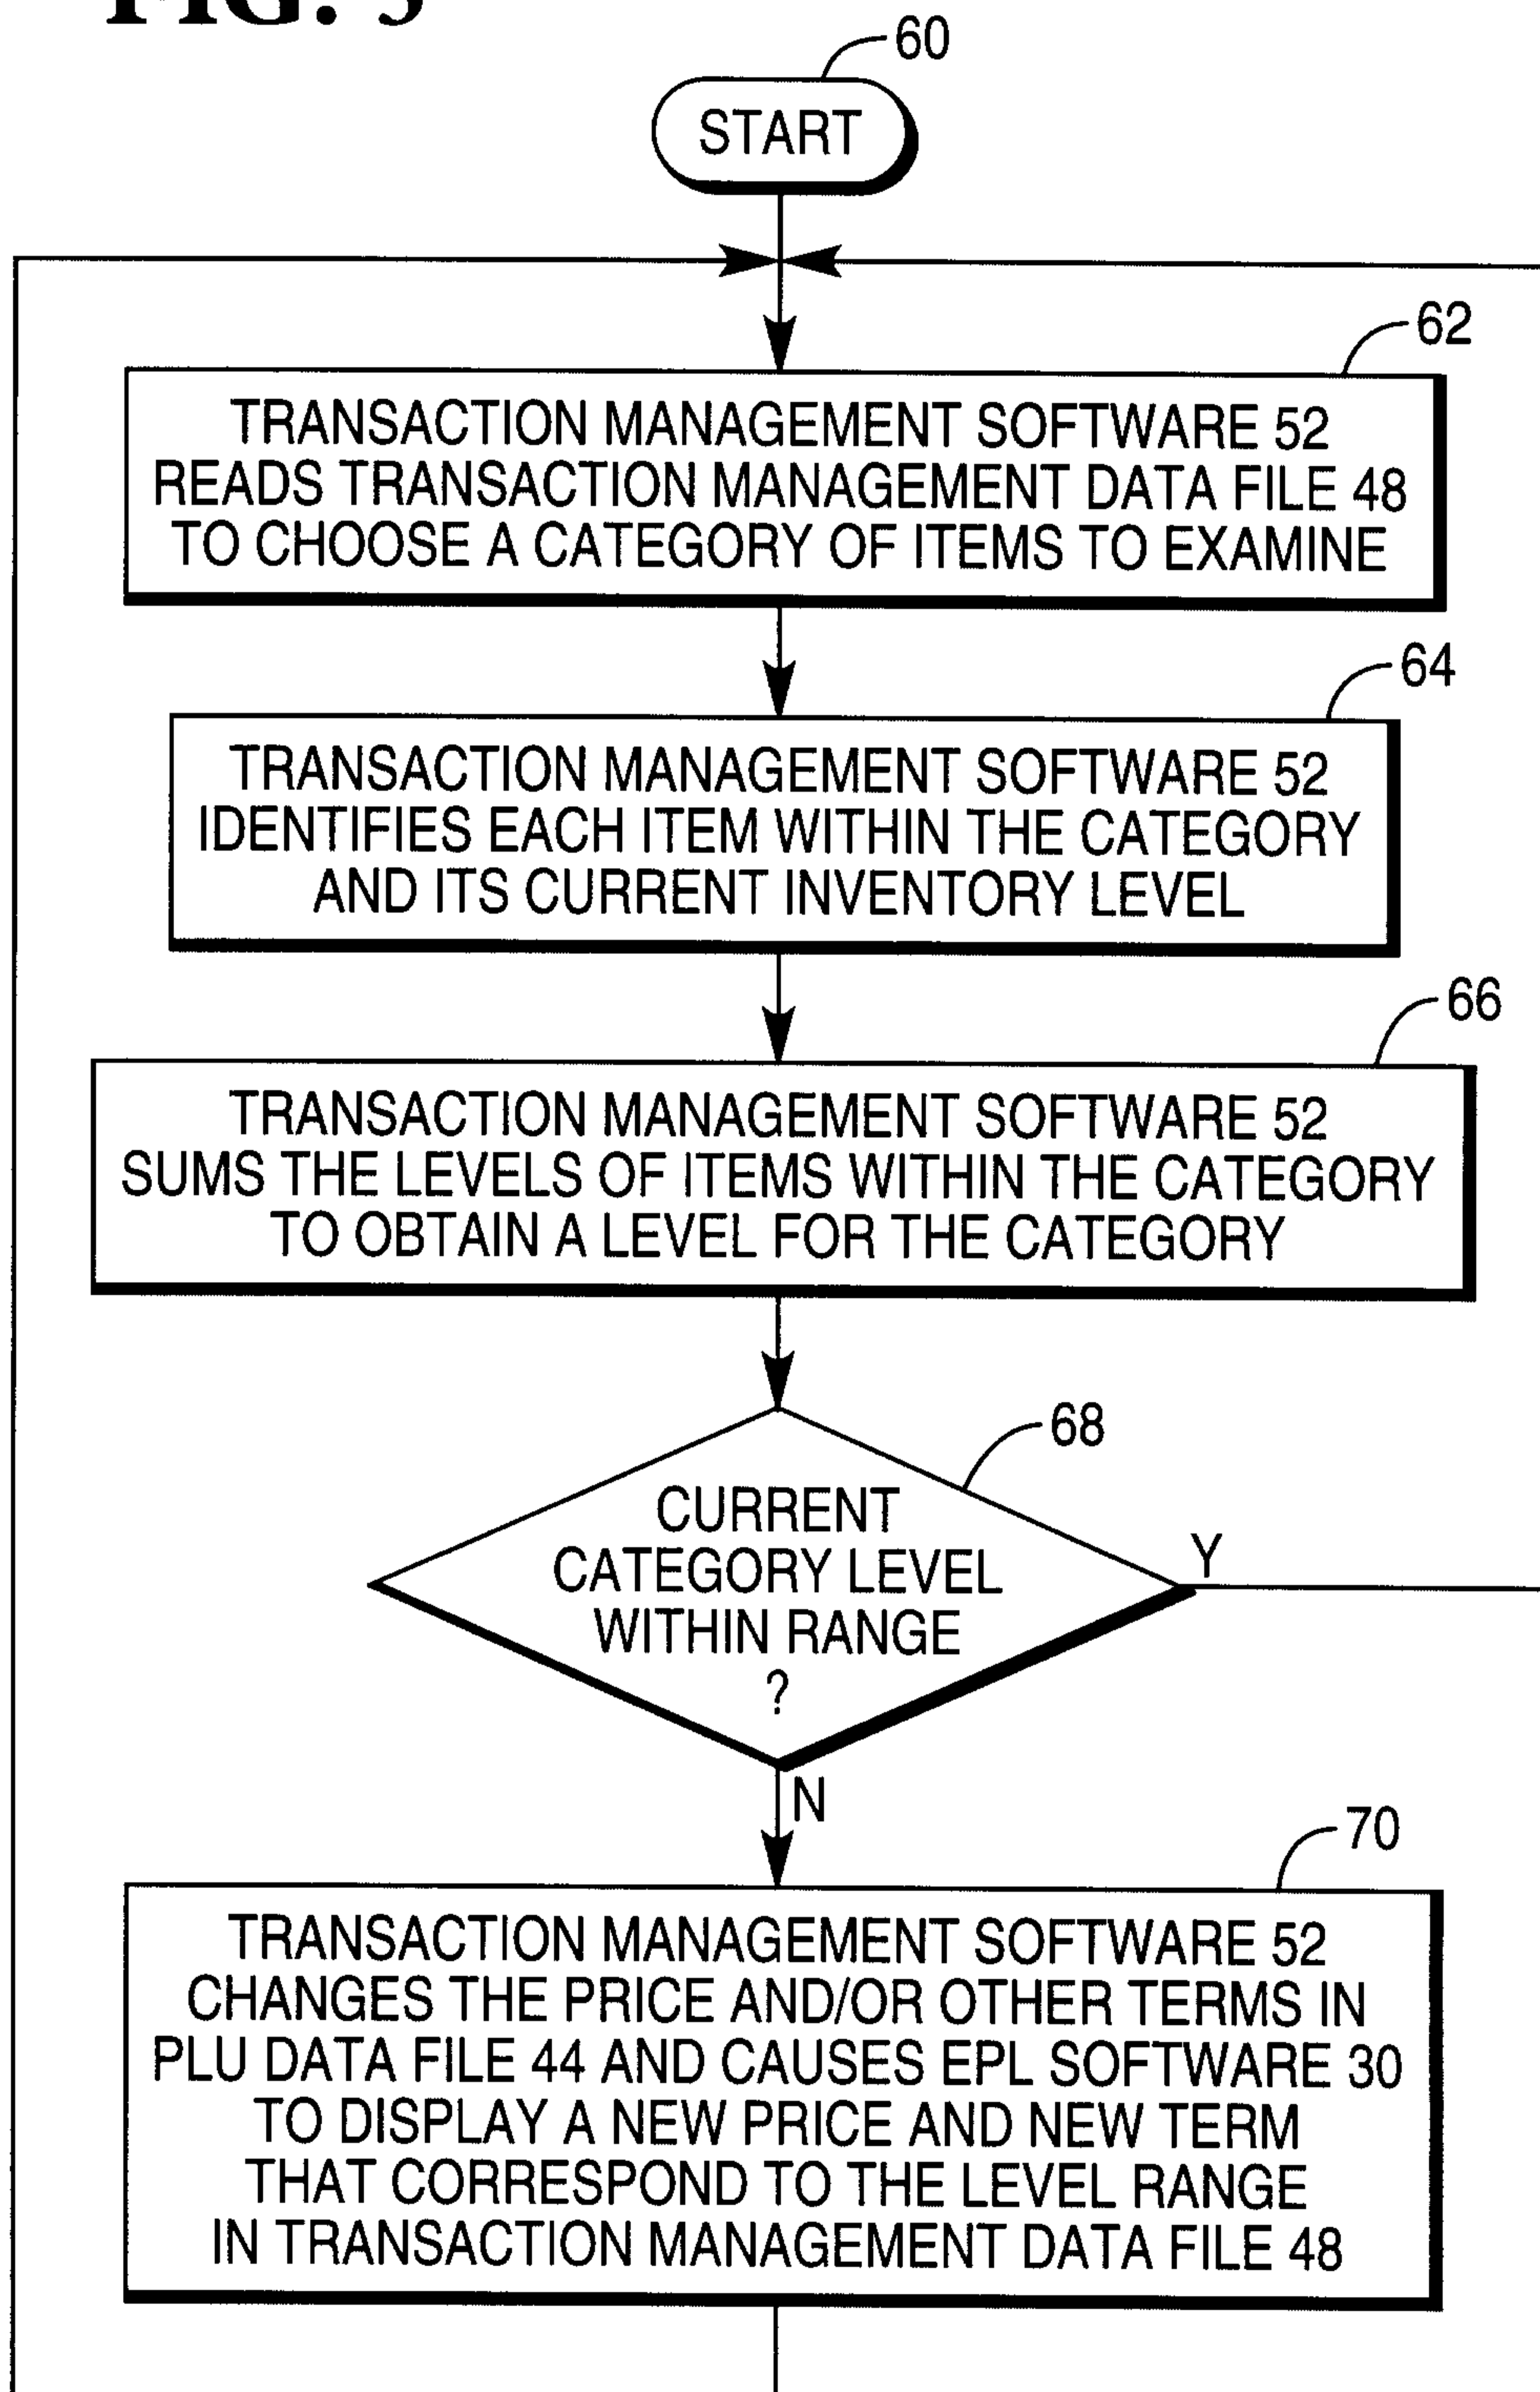 60
START
62
TRANSACTION MANAGEMENT SOFTWARE 52
READS TRANSACTION MANAGEMENT DATA FILE 48
TO CHOOSE A CATEGORY OF ITEMS TO EXAMINE
64
TRANSACTION MANAGEMENT SOFTWARE 52
IDENTIFIES EACH ITEM WITHIN THE CATEGORY
AND ITS CURRENT INVENTORY LEVEL
66
TRANSACTION MANAGEMENT SOFTWARE 52
SUMS THE LEVELS OF ITEMS WITHIN THE CATEGORY
TO OBTAIN A LEVEL FOR THE CATEGORY
68
CURRENT
CATEGORY LEVEL
WITHIN RANGE
?
Y
N
70
TRANSACTION MANAGEMENT SOFTWARE 52
CHANGES THE PRICE AND/OR OTHER TERMS IN
PLU DATA FILE 44 AND CAUSES EPL SOFTWARE 30
TO DISPLAY A NEW PRICE AND NEW TERM
THAT CORRESPOND TO THE LEVEL RANGE
IN TRANSACTION MANAGEMENT DATA FILE 48